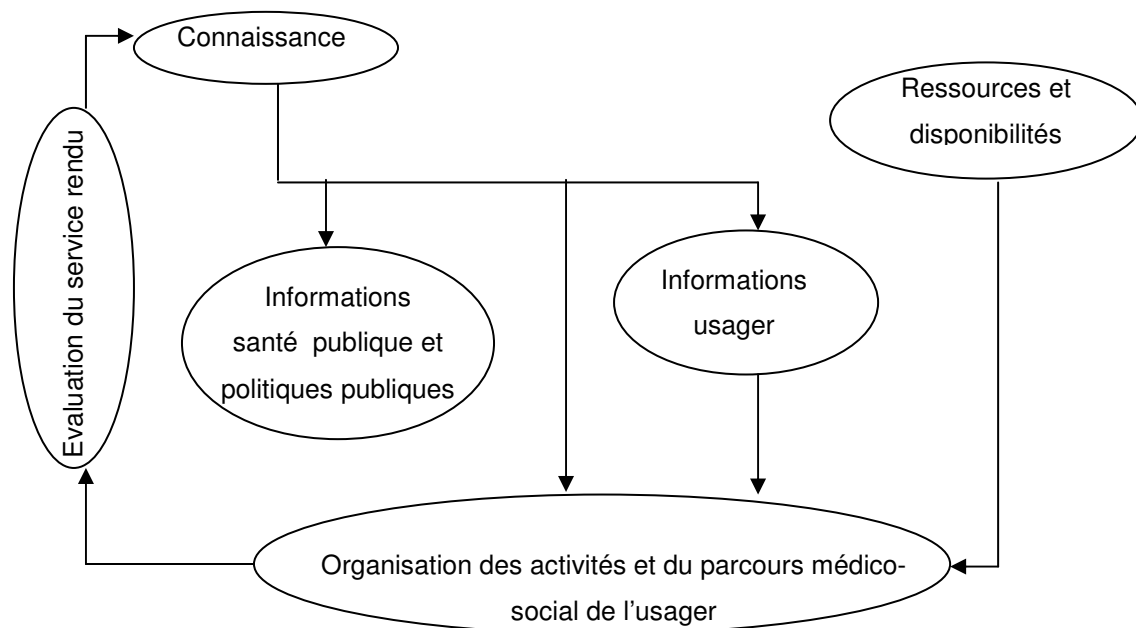 Connaissance
Ressources et
disponibilités
Evaluation du service rendu
Informations
santé publique et
politiques publiques
Informations
usager
Organisation des activités et du parcours médico-
social de l’usager